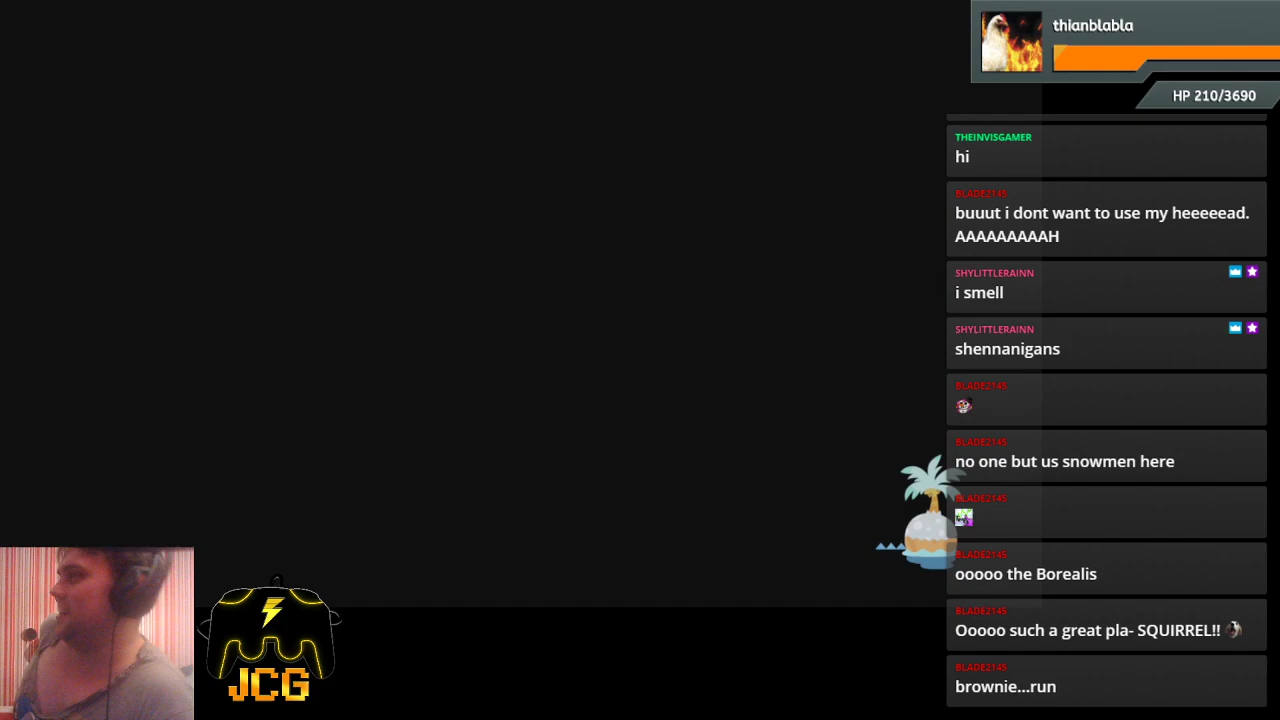 thianblabla
HP 210/3690
THEINVISGAMER
hi
BLADE2145
buuut i dont want to use my heeeeead.
AAAAAAAAAH
SHYLITTLERAINN
i smell
SHYLITTLERAINN
shennanigans
BLADE2145
BLADE2145
no one but us snowmen here
BLADE2145
BLADE2145
ooooo the Borealis
BLADE2145
Ooooo such a great pla- SQUIRREL!!
BLADE2145
brownie...run
JCG